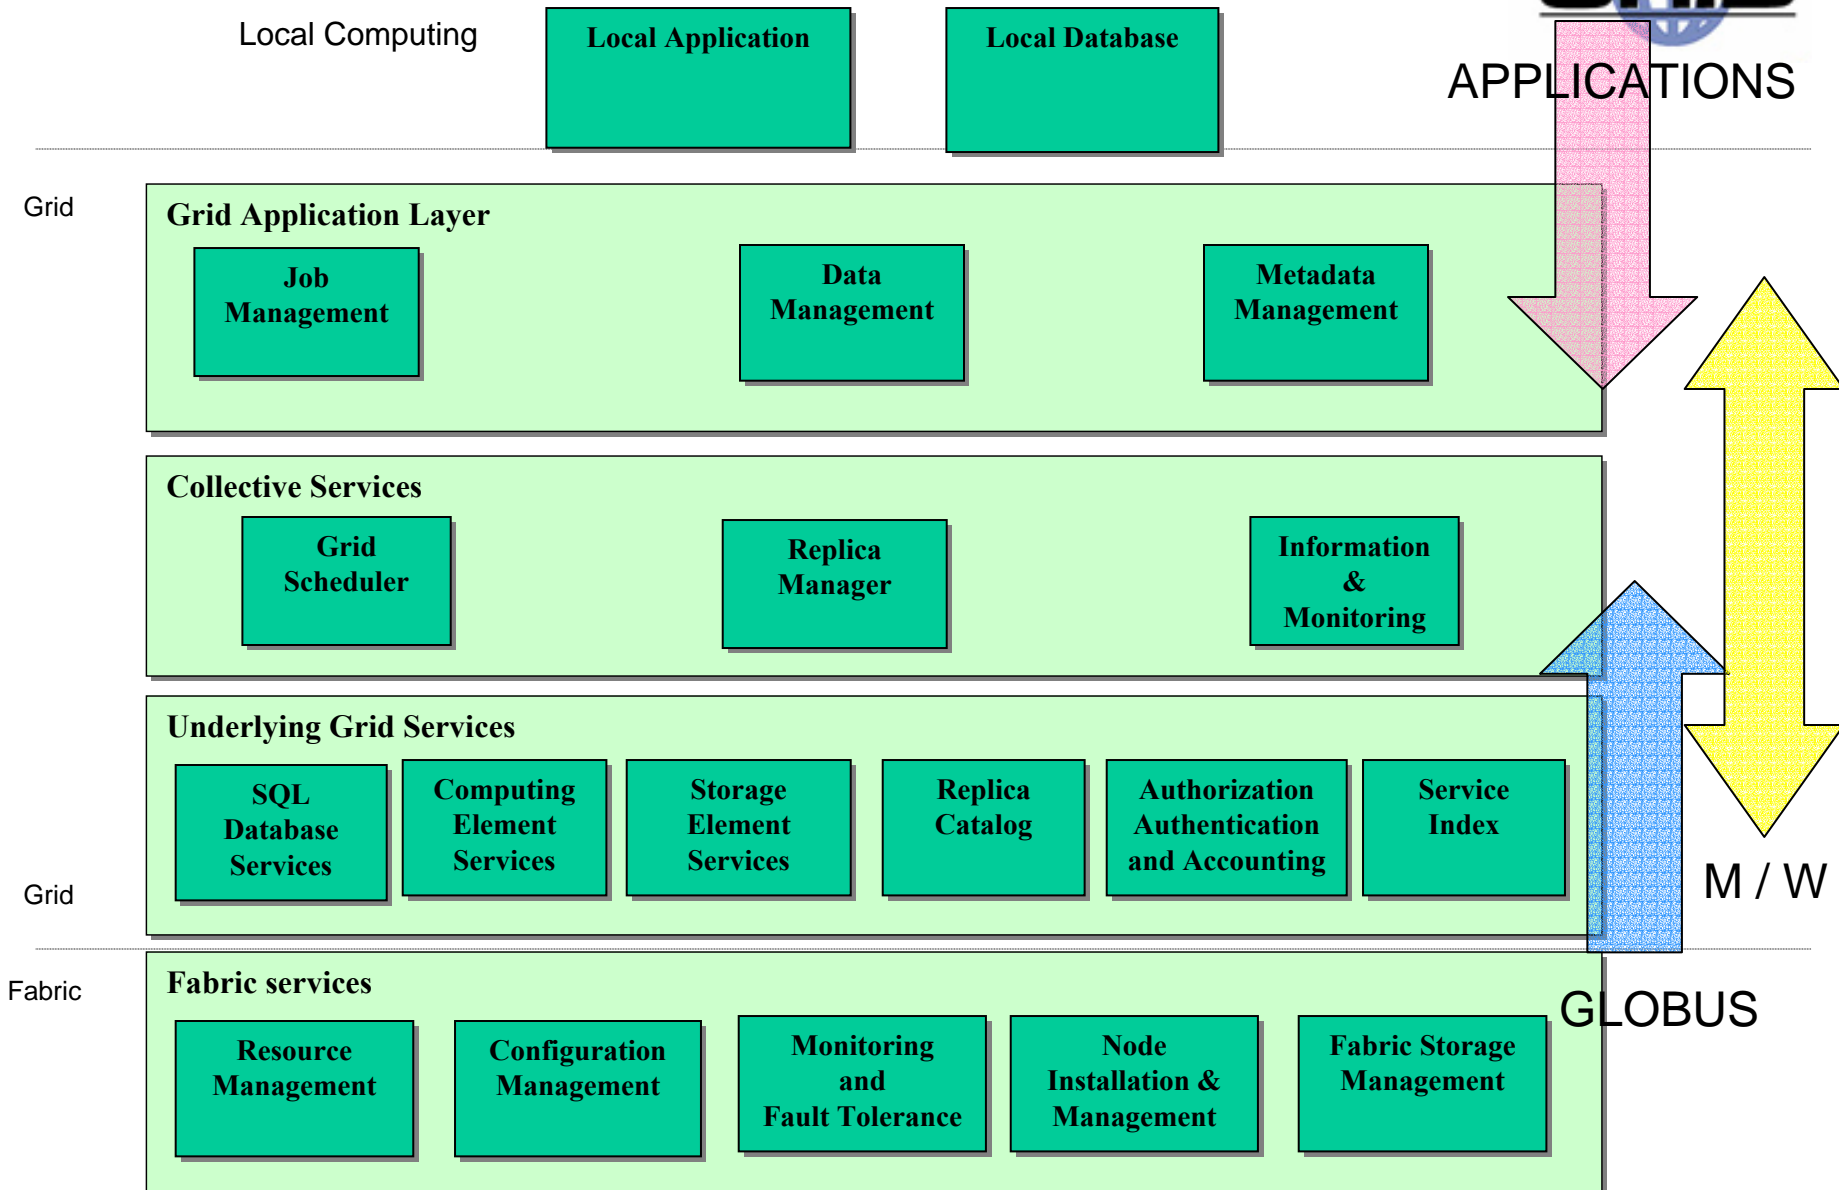 Local Computing
Local Application
Local Database
APPLICATIONS
Grid
Grid Application Layer
Job
Management
Data
Management
Metadata
Management
Collective Services
Grid
Scheduler
Replica
Manager
Information
&
Monitoring
Underlying Grid Services
SQL
Database
Services
Computing
Element
Services
Storage
Element
Services
Replica
Catalog
Authorization
Authentication
and Accounting
Service
Index
Grid
M / W
Fabric
Fabric services
GLOBUS
Resource
Management
Configuration
Management
Monitoring
and
Fault Tolerance
Node
Installation &
Management
Fabric Storage
Management